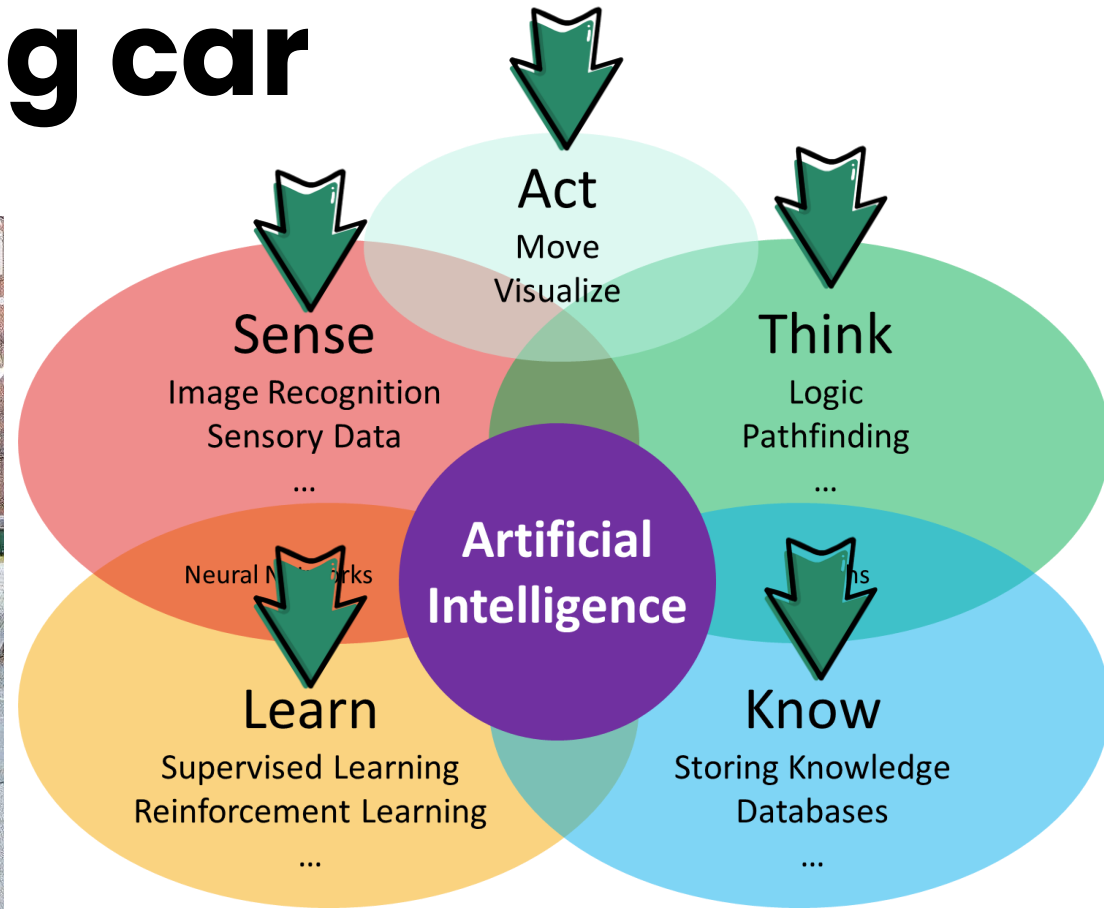 g car
Act
Move
Visualize
Sense
Image Recognition
Sensory Data
...
Think
Logic
Pathfinding
...
Artificial
Intelligence
Neural
Learn
Supervised Learning
Reinforcement Learning
...
Know
Storing Knowledge
Databases
...